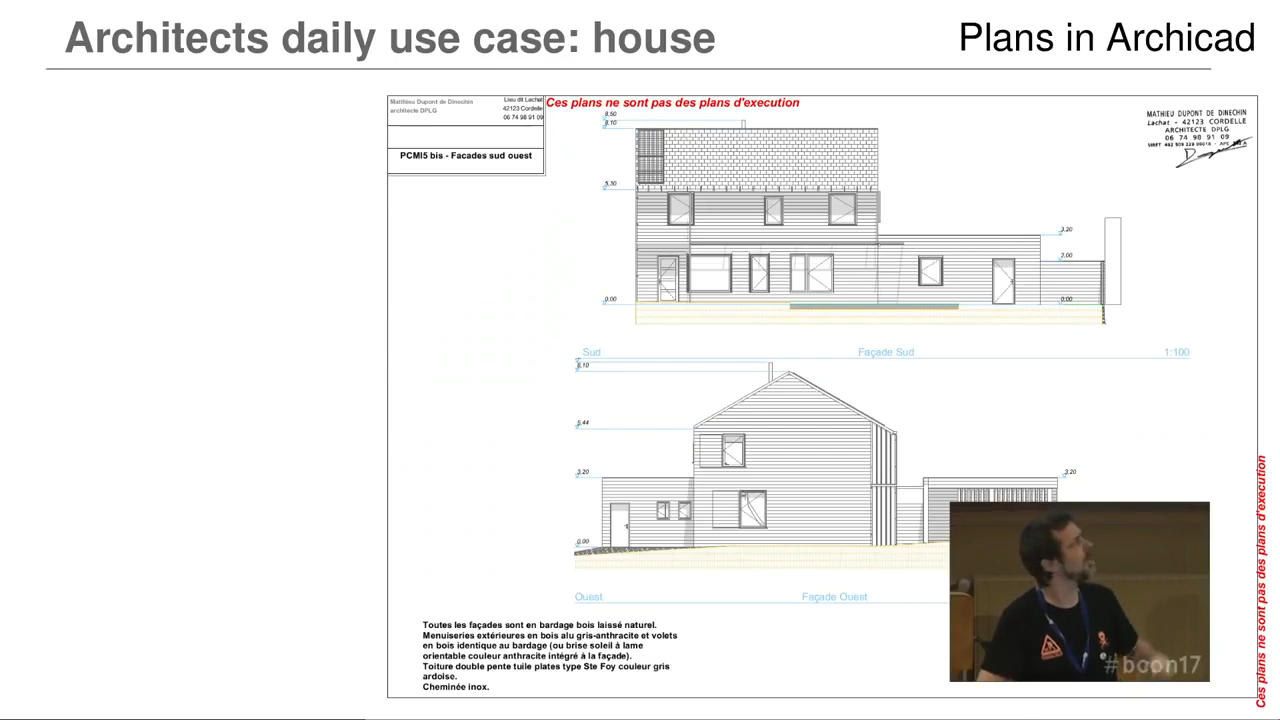 Architects daily use case: house
Plans in Archicad
Matthieu Dupont de Dinechin
architecte DPLG
Lieu dit Lachat
42123 Cordelle
06 74 98 91 09
PCMI5 bis - Facades sud ouest
Ces plans ne sont pas des plans d'execution
MATHIEU DUPONT DE DINECHIN
Lachat - 42123 CORDELLE
ARCHITECTE DPLG
06 74 98 91 09
8,50
8,10
5,30
3,20
2,00
0,00
0,00
Sud
Façade Sud
1:100
8,10
5,44
3,20
3,20
0,00
Ouest
Façade Ouest
Toutes les façades sont en bardage bois laissé naturel.
Menuiseries extérieures en bois alu gris-anthracite et volets
en bois identique au bardage (ou brise soleil à lame
orientable couleur anthracite intégré à la façade).
Toiture double pente tuile plates type Ste Foy couleur gris
ardoise.
Cheminée inox.
#bcon17
Ces plans ne sont pas des plans d'execution